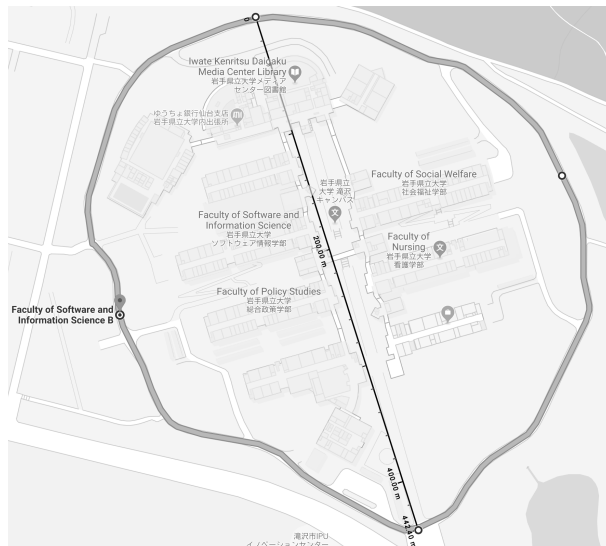 0
Iwate Kenritsu Daigaku
Media Center Library
岩手県立大学メディア
センター図書館
ゆうちょ銀行仙台支店
岩手県立大学内出張所
岩手県立
大学 滝沢
キャンパス
Faculty of Social Welfare
岩手県立大学
社会福祉学部
Faculty of Software and
Information Science
岩手県立大学
ソフトウェア情報学部
200.00 m
Faculty of
Nursing
岩手県立大学
看護学部
Faculty of Policy Studies
岩手県立大学
総合政策学部
Faculty of Software and
Information Science B
400.00 m
442.40 m
滝沢市IPU
イノベーションセンター